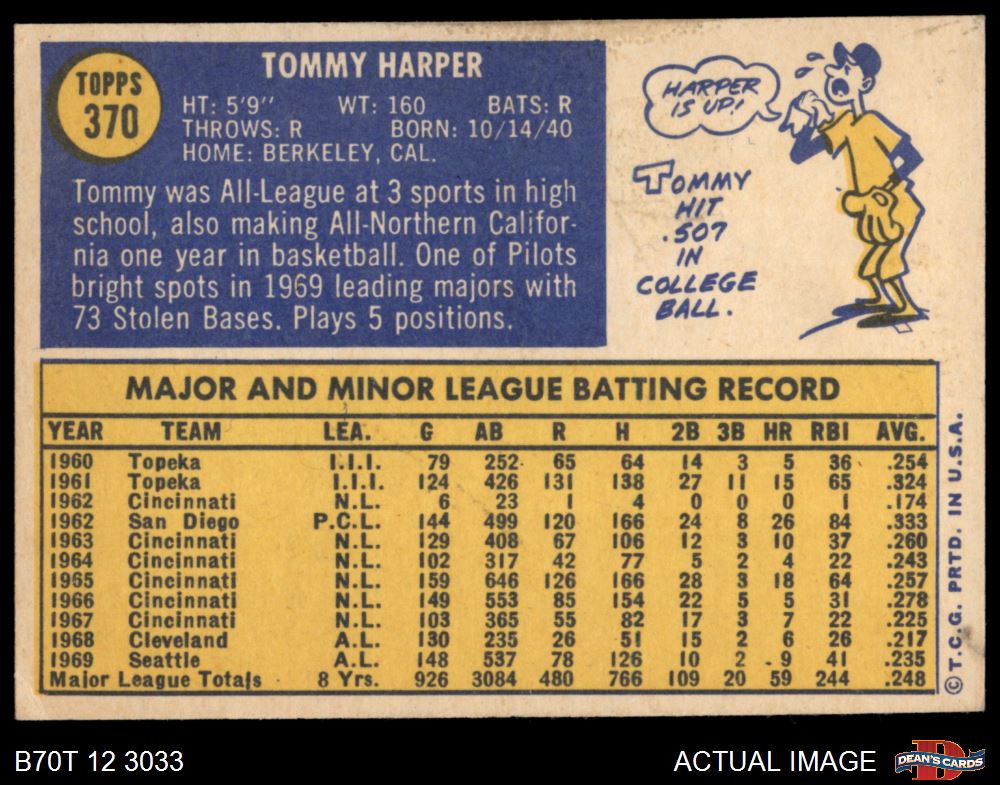 TOPPS
370
TOMMY HARPER
HT: 5'9" WT: 160 BATS: R
THROWS: R BORN: 10/14/40
HOME: BERKELEY, CAL.
Tommy was All-League at 3 sports in high
school, also making All-Northern Califor-
nia one year in basketball. One of Pilots
bright spots in 1969 leading majors with
73 Stolen Bases. Plays 5 positions.
HARPER
IS UP!
TOMMY
HIT
.507
IN
COLLEGE
BALL.
MAJOR AND MINOR LEAGUE BATTING RECORD
YEAR TEAM LEA. G AB R H 2B 3B HR RBI AVG.
1960 Topeka I.I.I. 79 252 65 64 14 3 5 36 .254
1961 Topeka I.I.I. 124 426 131 138 27 11 15 65 .324
1962 Cincinnati N.L. 6 23 1 4 0 0 0 1 .174
1962 San Diego P.C.L. 144 499 120 166 24 8 26 84 .333
1963 Cincinnati N.L. 129 408 67 106 12 3 10 37 .260
1964 Cincinnati N.L. 102 317 42 77 5 2 4 22 .243
1965 Cincinnati N.L. 159 646 126 166 28 3 18 64 .257
1966 Cincinnati N.L. 149 553 85 154 22 5 5 31 .278
1967 Cincinnati N.L. 103 365 55 82 17 3 7 22 .225
1968 Cleveland A.L. 130 235 26 51 15 2 6 26 .217
1969 Seattle A.L. 148 537 78 126 10 2 9 41 .235
Major League Totals 8 Yrs. 926 3084 480 766 109 20 59 244 .248
© T.C.G. PRTD. IN U.S.A.
B70T 12 3033
ACTUAL IMAGE
D
DEAN'S CARDS